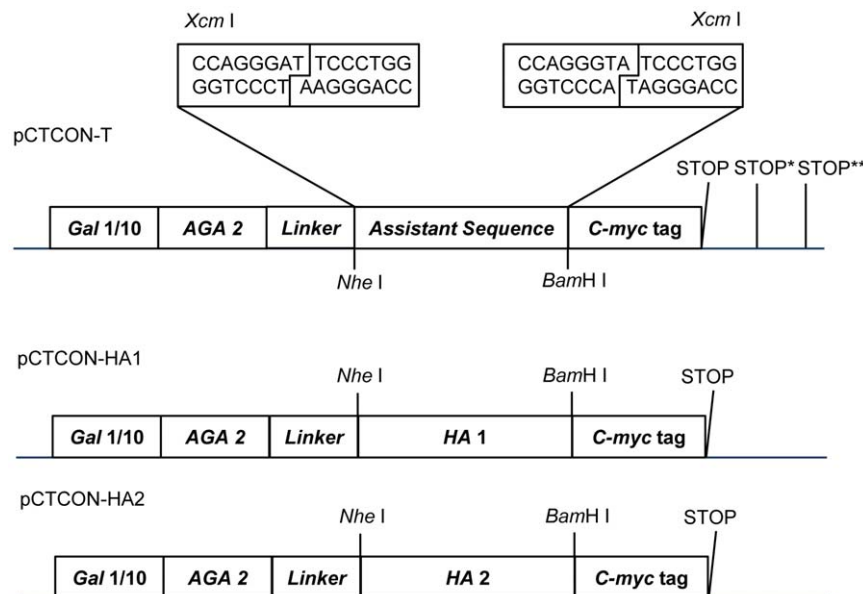 Xcm I Xcm I
CCAGGGAT TCCCTGG CCAGGGTA TCCCTGG
GGTCCCT AAGGGACC GGTCCCA TAGGGACC
pCTCON-T
STOP STOP* STOP**
Gal 1/10 AGA 2 Linker Assistant Sequence C-myc tag
Nhe I BamH I
pCTCON-HA1
Nhe I BamH I STOP
Gal 1/10 AGA 2 Linker HA 1 C-myc tag
pCTCON-HA2
Nhe I BamH I STOP
Gal 1/10 AGA 2 Linker HA 2 C-myc tag